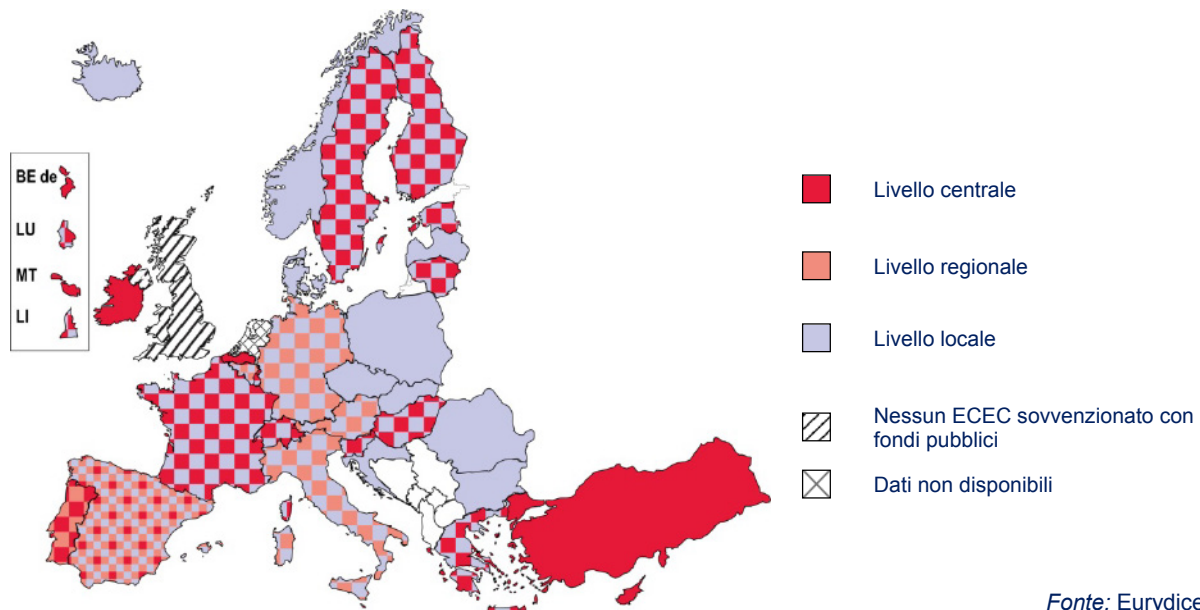 BE de
LU
MT
LI
Livello centrale
Livello regionale
Livello locale
Nessun ECEC sovvenzionato con
fondi pubblici
Dati non disponibili
Fonte: Eurydice